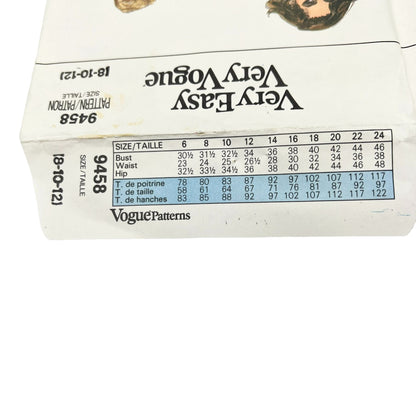 Very Easy
Very Vogue®
9458
PATTERN/PATRON
SIZE/TAILLE
(8-10-12)
9458
SIZE/TAILLE
(8-10-12)
SIZE/TAILLE 6 8 10 12 14 16 18 20 22 24
Bust 30½ 31½ 32½ 34 36 38 40 42 44 46
Waist 23 24 25 26½ 28 30 32 34 36 38
Hip 32½ 33½ 34½ 36 38 40 42 44 46 48
T. de poitrine 78 80 83 87 92 97 102 107 112 117
T. de taille 58 61 64 67 71 76 81 87 92 97
T. de hanches 83 85 88 92 97 102 107 112 117 122
Vogue Patterns